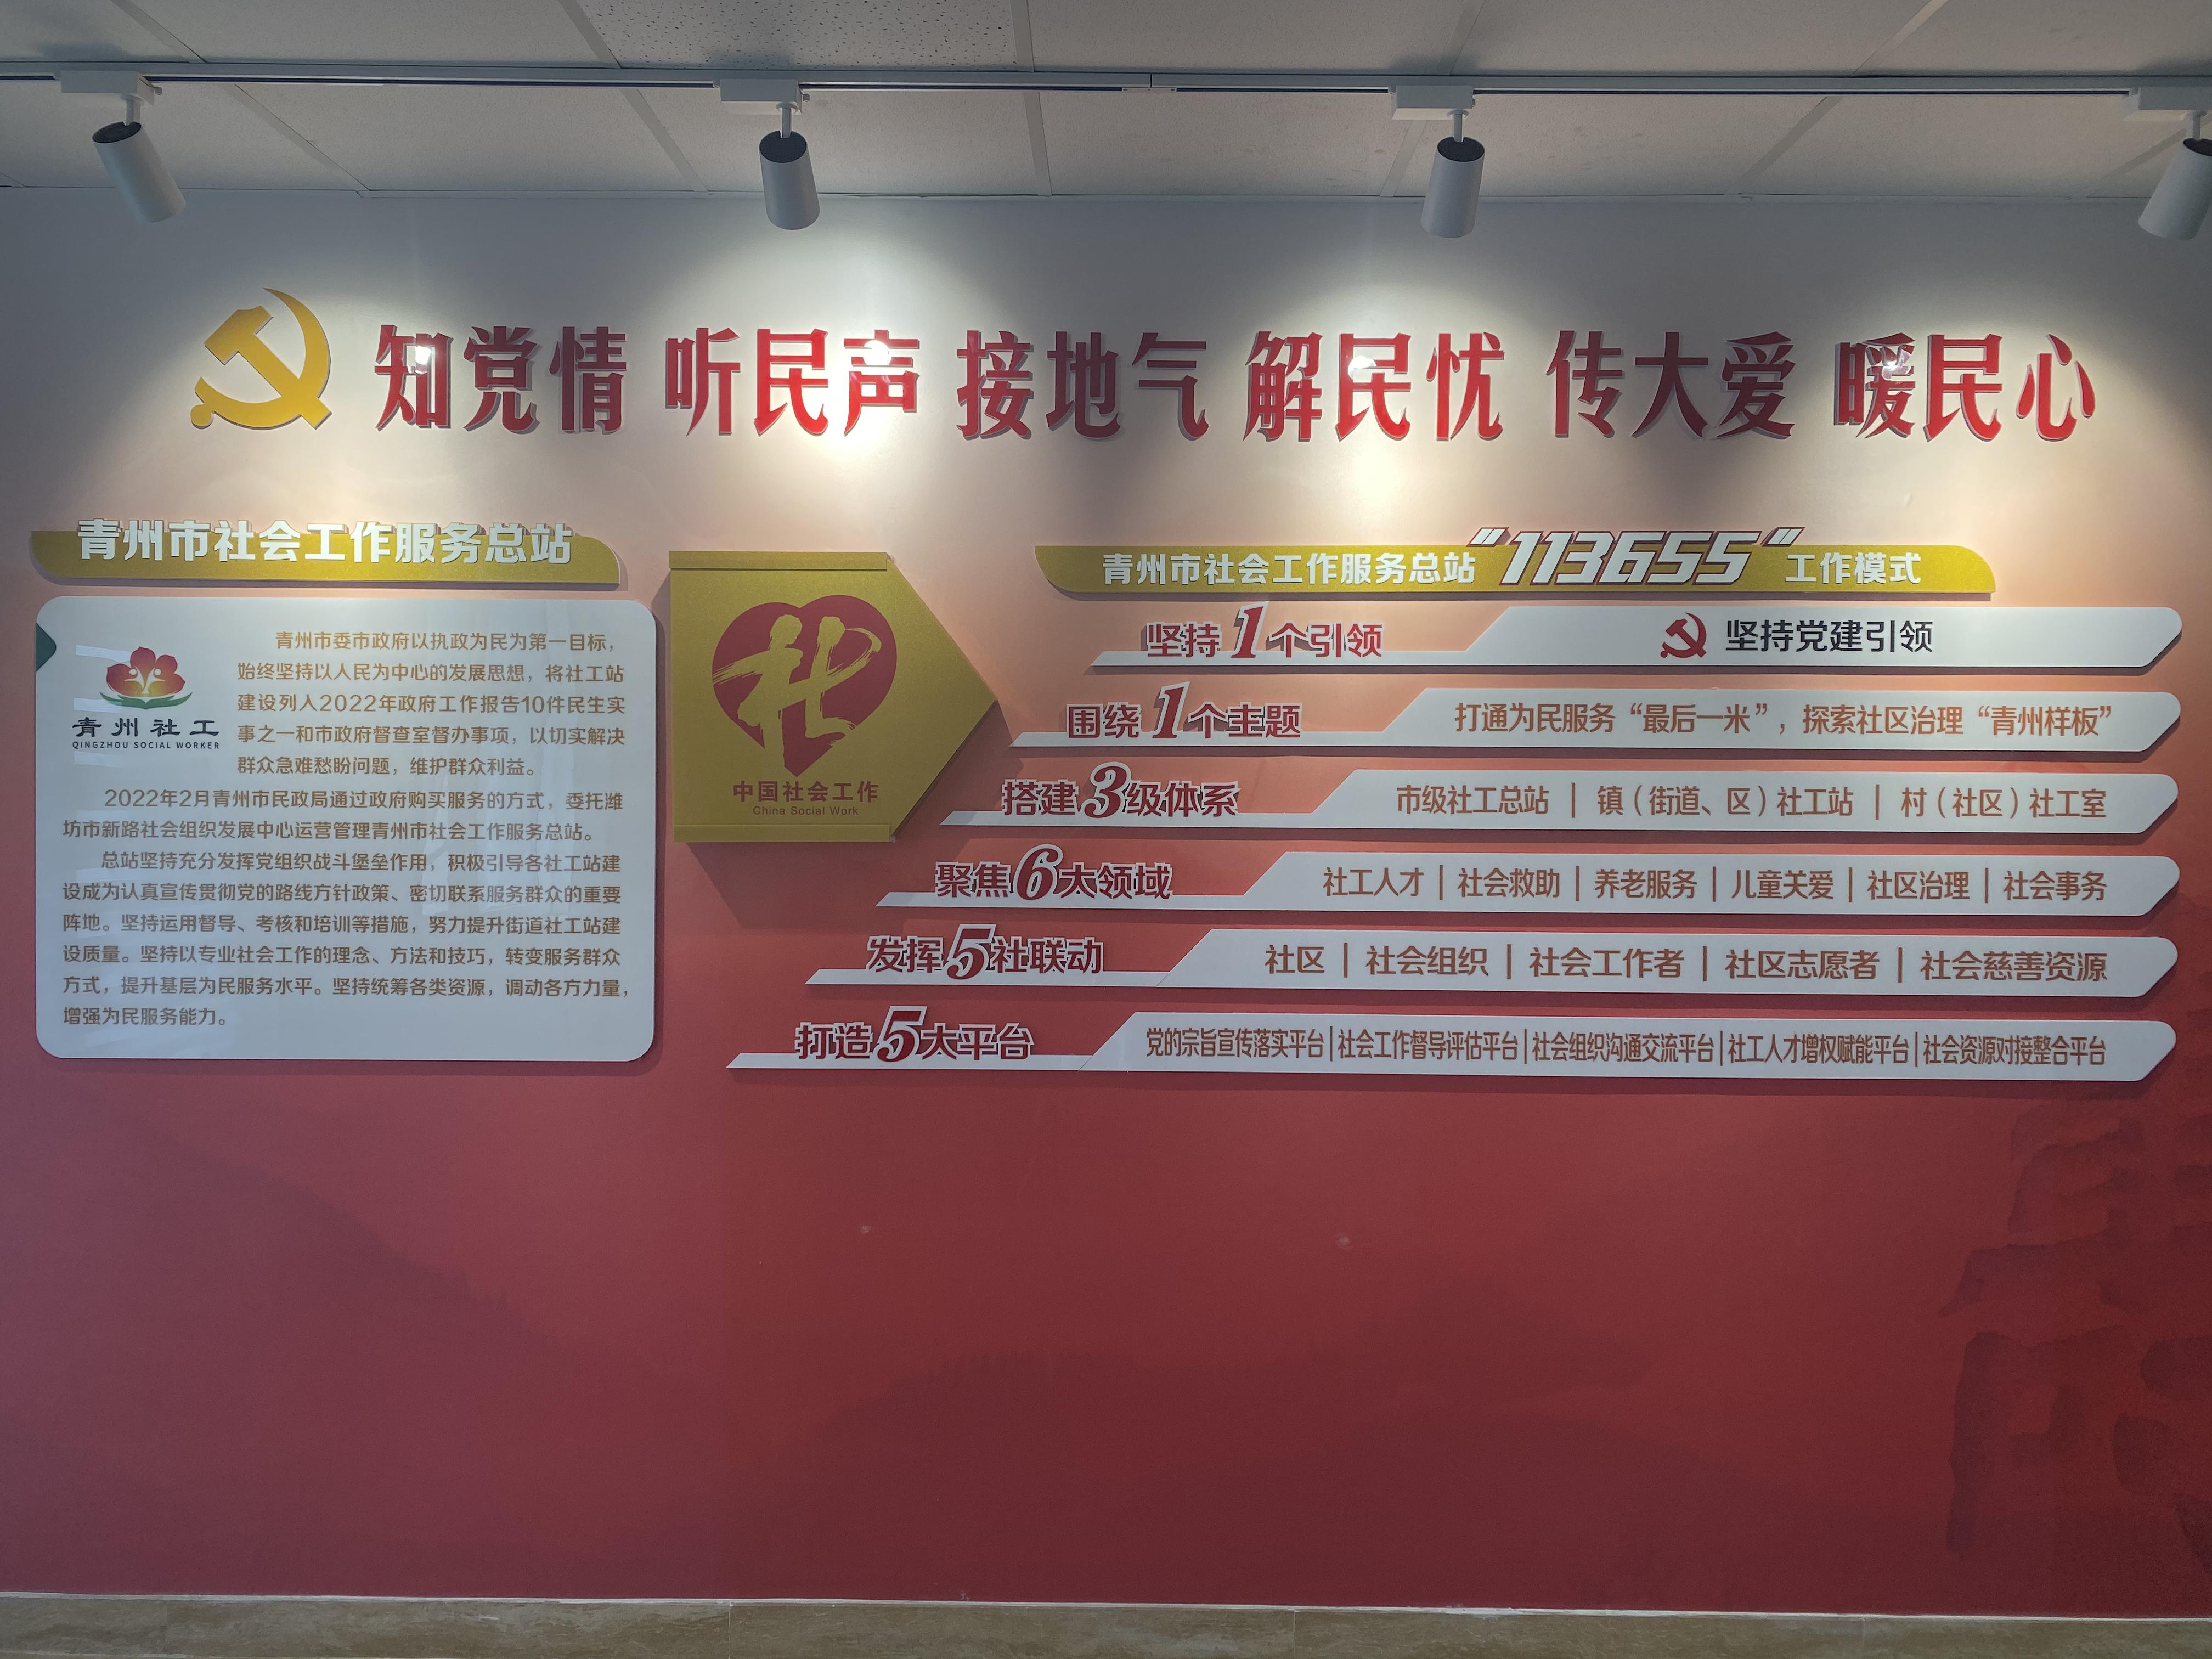 知党情 听民声 接地气 解民忧 传大爱 暖民心
青州市社会工作服务总站
青州社工
QINGZHOU SOCIAL WORKER
青州市委市政府以执政为民为第一目标，
始终坚持以人民为中心的发展思想，将社工站
建设列入2022年政府工作报告10件民生实
事之一和市政府督查室督办事项，以切实解决
群众急难愁盼问题，维护群众利益。
2022年2月青州市民政局通过政府购买服务的方式，委托潍
坊市新路社会组织发展中心运营管理青州市社会工作服务总站。
总站坚持充分发挥党组织战斗堡垒作用，积极引导各社工站建
设成为认真宣传贯彻党的路线方针政策、密切联系服务群众的重要
阵地。坚持运用督导、考核和培训等措施，努力提升街道社工站建
设质量。坚持以专业社会工作的理念、方法和技巧，转变服务群众
方式，提升基层为民服务水平。坚持统筹各类资源，调动各方力量，
增强为民服务能力。
社
中国社会工作
China Social Work
青州市社会工作服务总站“113655”工作模式
坚持1个引领 坚持党建引领
围绕1个主题 打通为民服务“最后一米”，探索社区治理“青州样板”
搭建3级体系 市级社工总站｜镇（街道、区）社工站｜村（社区）社工室
聚焦6大领域 社工人才｜社会救助｜养老服务｜儿童关爱｜社区治理｜社会事务
发挥5社联动 社区｜社会组织｜社会工作者｜社区志愿者｜社会慈善资源
打造5大平台 党的宗旨宣传落实平台｜社会工作督导评估平台｜社会组织沟通交流平台｜社工人才增权赋能平台｜社会资源对接整合平台